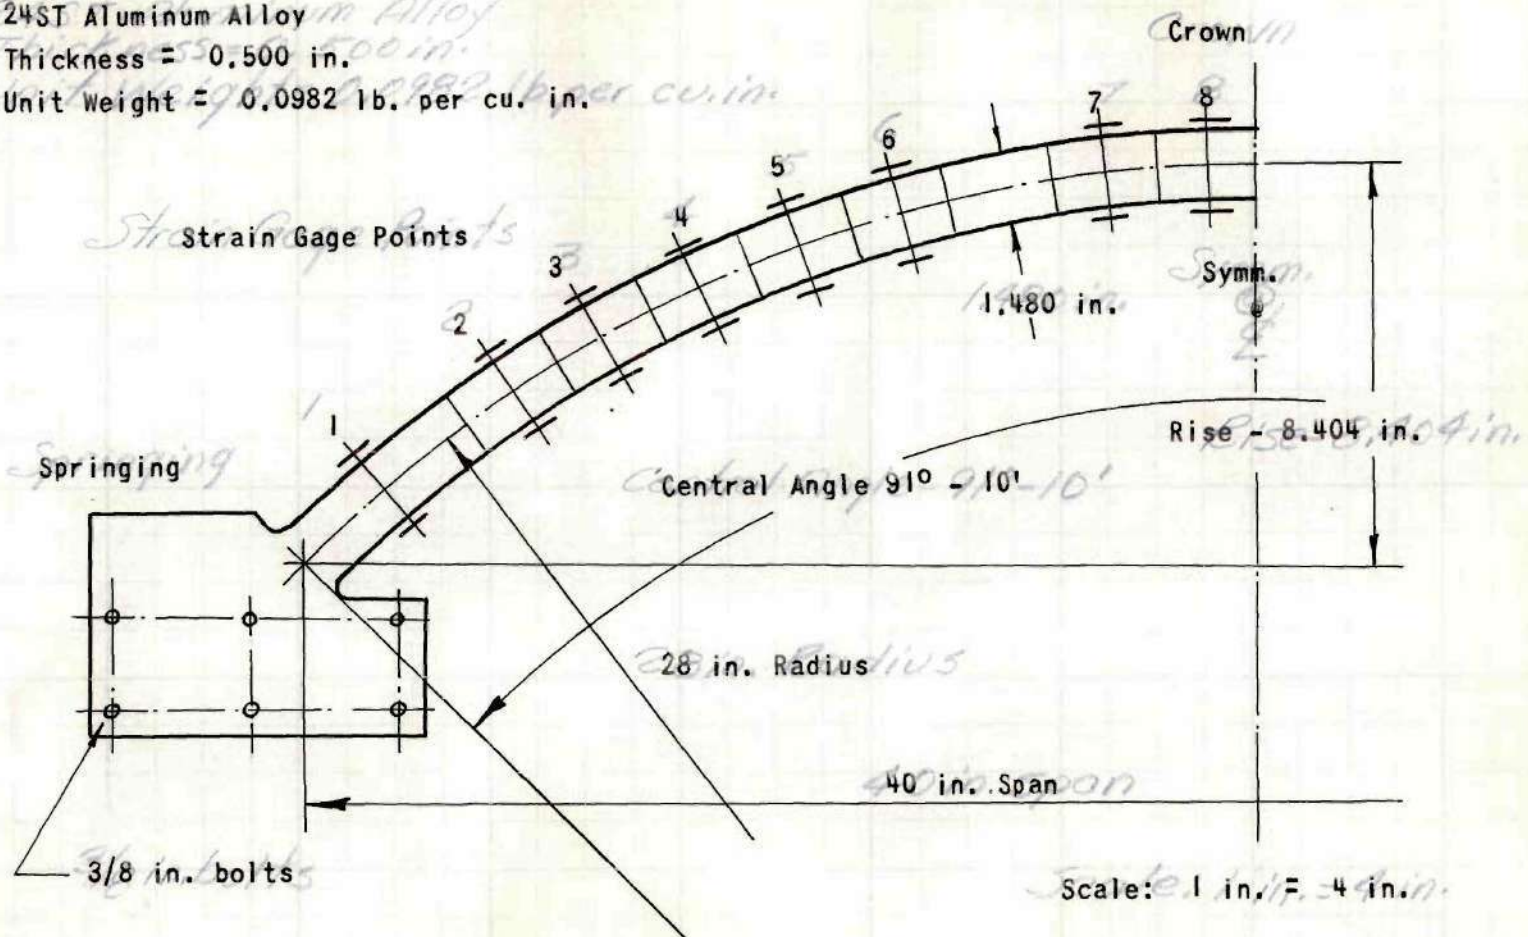 24ST Aluminum Alloy
Thickness = 0.500 in.
Unit Weight = 0.0982 lb. per cu. in.
Crown
7
8
6
5
4
Strain Gage Points
3
2
Symm.
1.480 in.
1
Rise - 8.404 in.
Springing
Central Angle 91° - 10'
28 in. Radius
40 in. Span
3/8 in. bolts
Scale: 1 in. = 4 in.